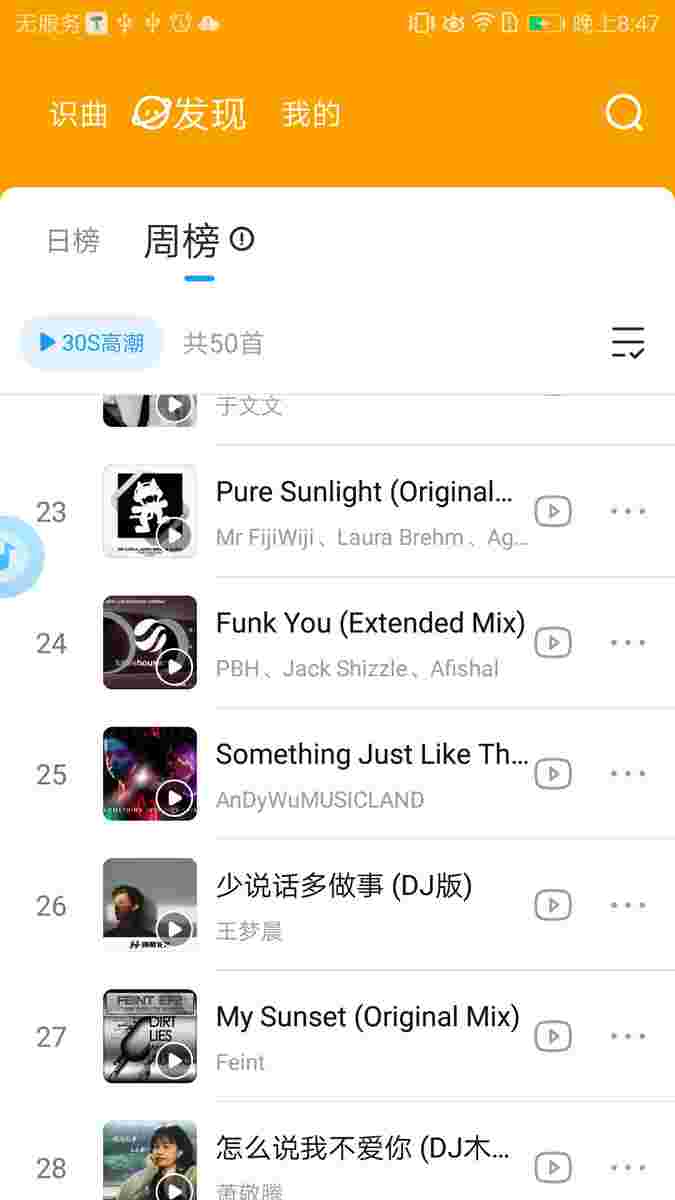 无服务 晚上8:47
识曲 发现 我的
日榜 周榜
30S高潮 共50首
于文文
23 Pure Sunlight (Original...
Mr FijiWiji、Laura Brehm、Ag...
24 Funk You (Extended Mix)
PBH、Jack Shizzle、Afishal
25 Something Just Like Th...
AnDyWuMUSICLAND
26 少说话多做事 (DJ版)
王梦晨
27 FEINT EP2
DIRT
LIES
My Sunset (Original Mix)
Feint
28 怎么说我不爱你 (DJ木...
萧敬腾